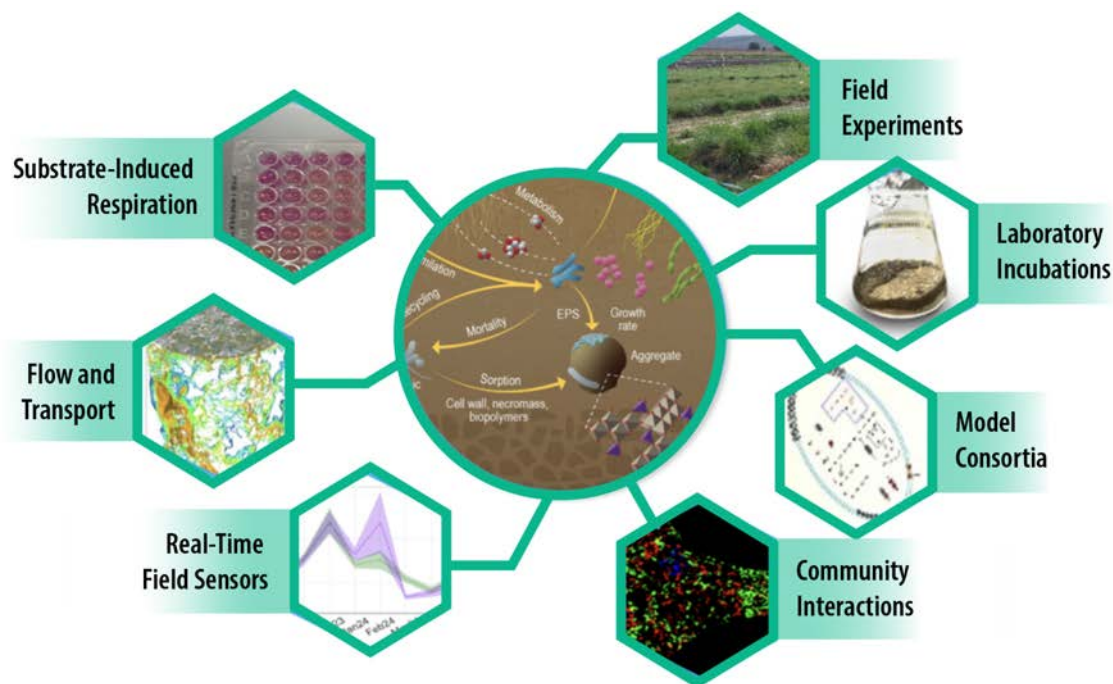 Field
Experiments
Substrate-Induced
Respiration
Laboratory
Incubations
Metabolism
EPS
Growth
rate
Mortality
Aggregate
Sorption
Cell wall, necromass,
biopolymers
Flow and
Transport
Model
Consortia
Real-Time
Field Sensors
Feb24
Community
Interactions